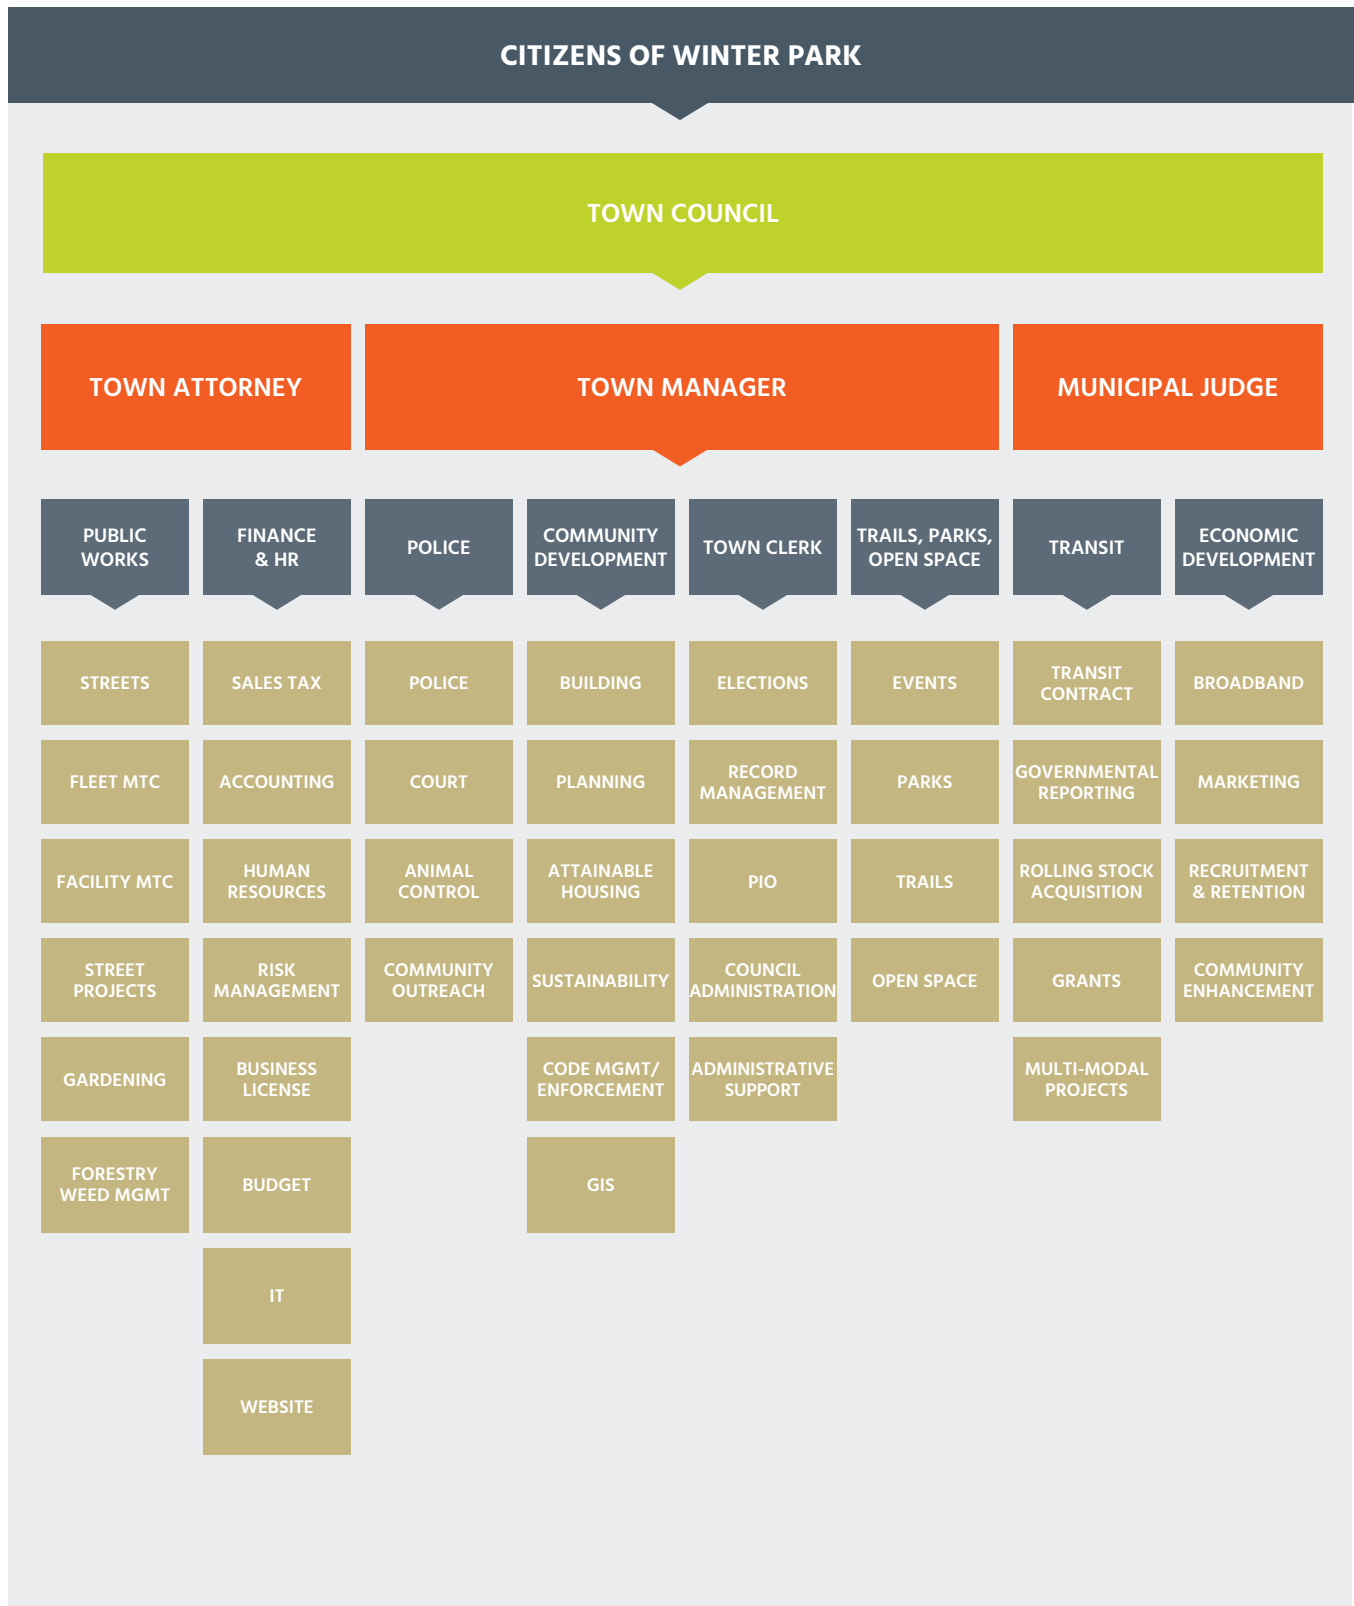 CITIZENS OF WINTER PARK
TOWN COUNCIL
TOWN ATTORNEY
TOWN MANAGER
MUNICIPAL JUDGE
PUBLIC
WORKS
FINANCE
& HR
POLICE
COMMUNITY
DEVELOPMENT
TOWN CLERK
TRAILS, PARKS,
OPEN SPACE
TRANSIT
ECONOMIC
DEVELOPMENT
STREETS
SALES TAX
POLICE
BUILDING
ELECTIONS
EVENTS
TRANSIT
CONTRACT
BROADBAND
FLEET MTC
ACCOUNTING
COURT
PLANNING
RECORD
MANAGEMENT
PARKS
GOVERNMENTAL
REPORTING
MARKETING
FACILITY MTC
HUMAN
RESOURCES
ANIMAL
CONTROL
ATTAINABLE
HOUSING
PIO
TRAILS
ROLLING STOCK
ACQUISITION
RECRUITMENT
& RETENTION
STREET
PROJECTS
RISK
MANAGEMENT
COMMUNITY
OUTREACH
SUSTAINABILITY
COUNCIL
ADMINISTRATION
OPEN SPACE
GRANTS
COMMUNITY
ENHANCEMENT
GARDENING
BUSINESS
LICENSE
CODE MGMT/
ENFORCEMENT
ADMINISTRATIVE
SUPPORT
MULTI-MODAL
PROJECTS
FORESTRY
WEED MGMT
BUDGET
GIS
IT
WEBSITE